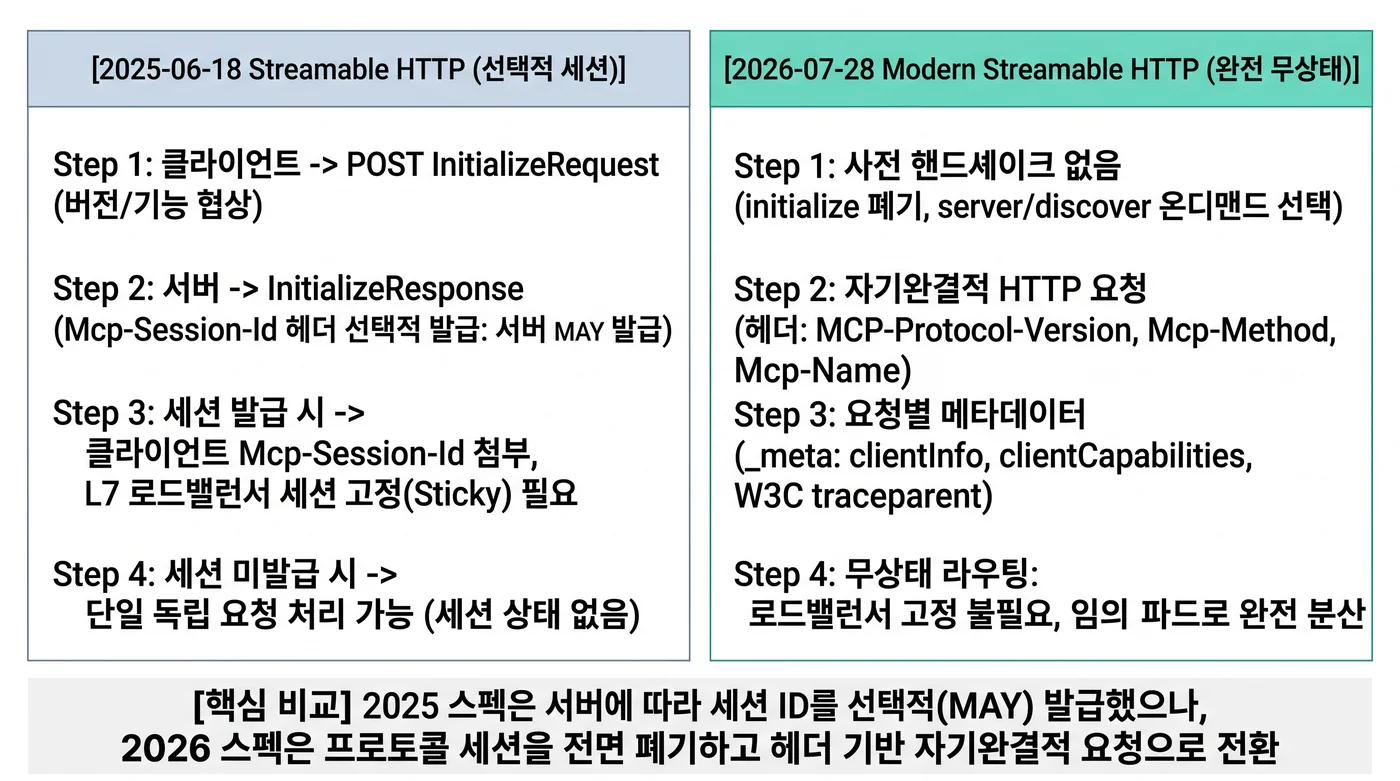 [2025-06-18 Streamable HTTP (선택적 세션)]
Step 1: 클라이언트 -> POST InitializeRequest
(버전/기능 협상)
Step 2: 서버 -> InitializeResponse
(Mcp-Session-Id 헤더 선택적 발급: 서버 MAY 발급)
Step 3: 세션 발급 시 ->
클라이언트 Mcp-Session-Id 첨부,
L7 로드밸런서 세션 고정(Sticky) 필요
Step 4: 세션 미발급 시 ->
단일 독립 요청 처리 가능 (세션 상태 없음)
[2026-07-28 Modern Streamable HTTP (완전 무상태)]
Step 1: 사전 핸드셰이크 없음
(initialize 폐기, server/discover 온디맨드 선택)
Step 2: 자기완결적 HTTP 요청
(헤더: MCP-Protocol-Version, Mcp-Method,
Mcp-Name)
Step 3: 요청별 메타데이터
(_meta: clientInfo, clientCapabilities,
W3C traceparent)
Step 4: 무상태 라우팅:
로드밸런서 고정 불필요, 임의 파드로 완전 분산
[핵심 비교] 2025 스펙은 서버에 따라 세션 ID를 선택적(MAY) 발급했으나,
2026 스펙은 프로토콜 세션을 전면 폐기하고 헤더 기반 자기완결적 요청으로 전환